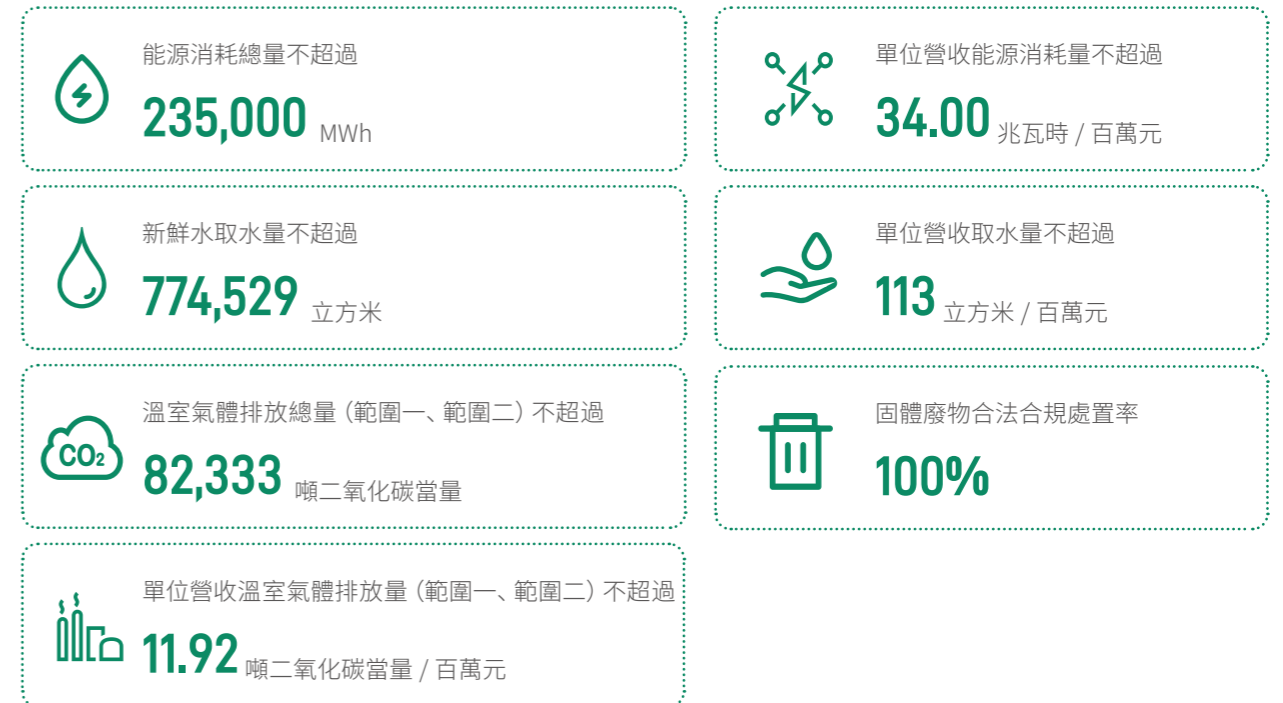 能源消耗總量不超過
235,000 MWh
單位營收能源消耗量不超過
34.00 兆瓦時 / 百萬元
新鮮水取水量不超過
774,529 立方米
單位營收取水量不超過
113 立方米 / 百萬元
溫室氣體排放總量（範圍一、範圍二）不超過
CO₂
82,333 噸二氧化碳當量
固體廢物合法合規處置率
100%
單位營收溫室氣體排放量（範圍一、範圍二）不超過
11.92 噸二氧化碳當量 / 百萬元